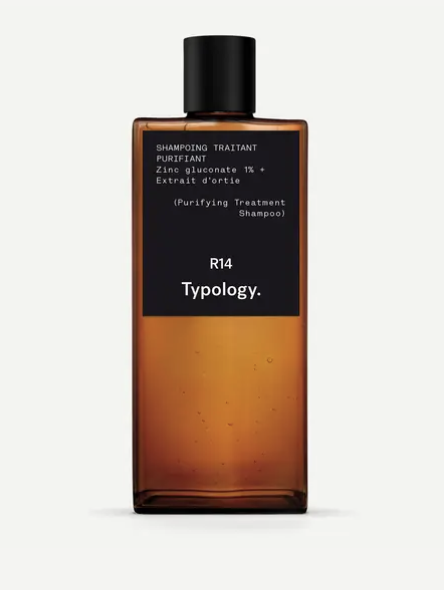 SHAMPOING TRAITANT
PURIFIANT
Zinc gluconate 1% +
Extrait d'ortie
(Purifying Treatment
Shampoo)
R14
Typology.